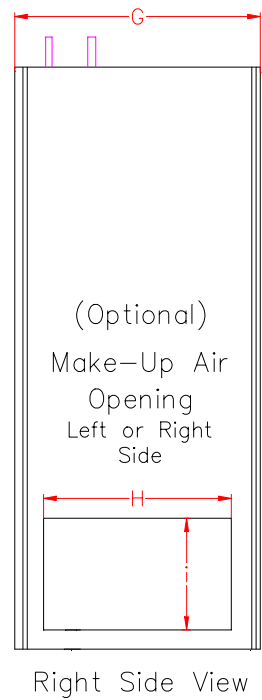 G
(Optional)
Make-Up Air
Opening
Left or Right
Side
H
i
Right Side View